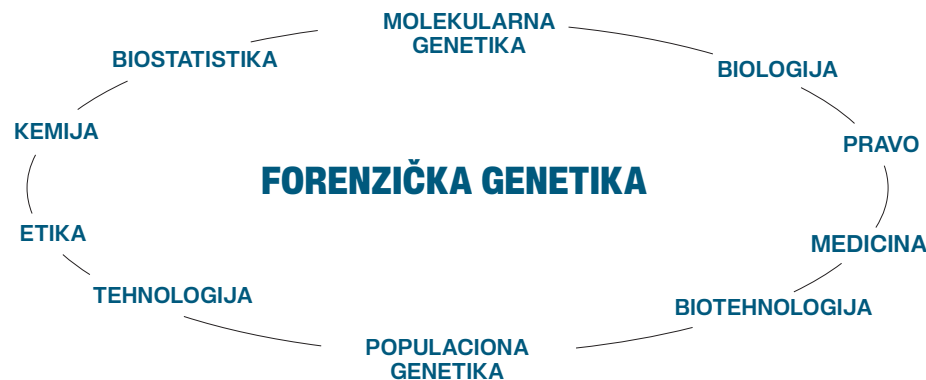 MOLEKULARNA
GENETIKA
BIOSTATISTIKA
BIOLOGIJA
KEMIJA
PRAVO
FORENZIČKA GENETIKA
ETIKA
MEDICINA
TEHNOLOGIJA
BIOTEHNOLOGIJA
POPULACIONA
GENETIKA